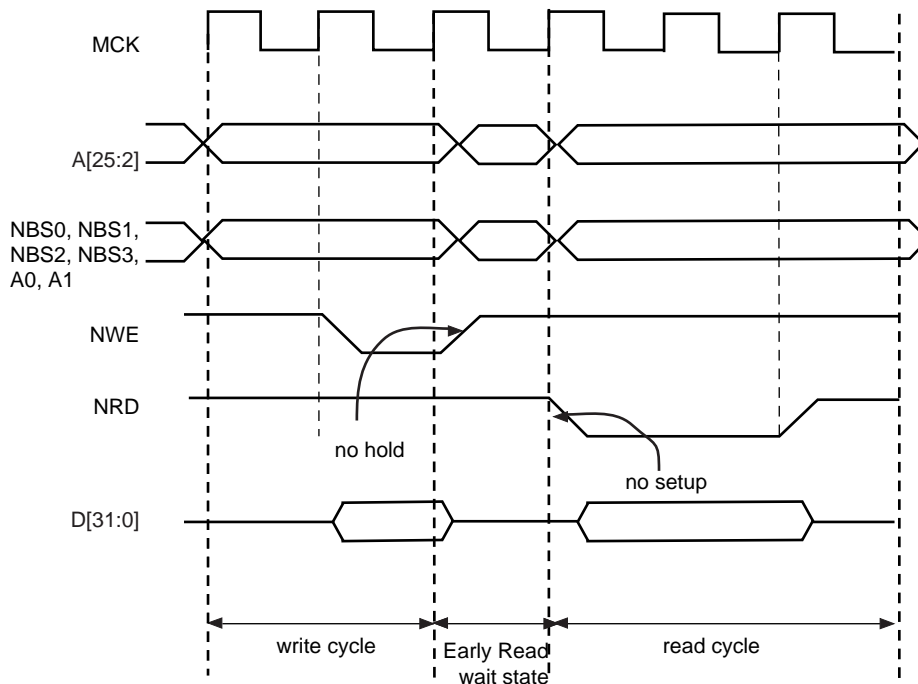 MCK
A[25:2]
NBS0, NBS1,
NBS2, NBS3,
A0, A1
NWE
NRD
no hold
no setup
D[31:0]
write cycle
Early Read
wait state
read cycle